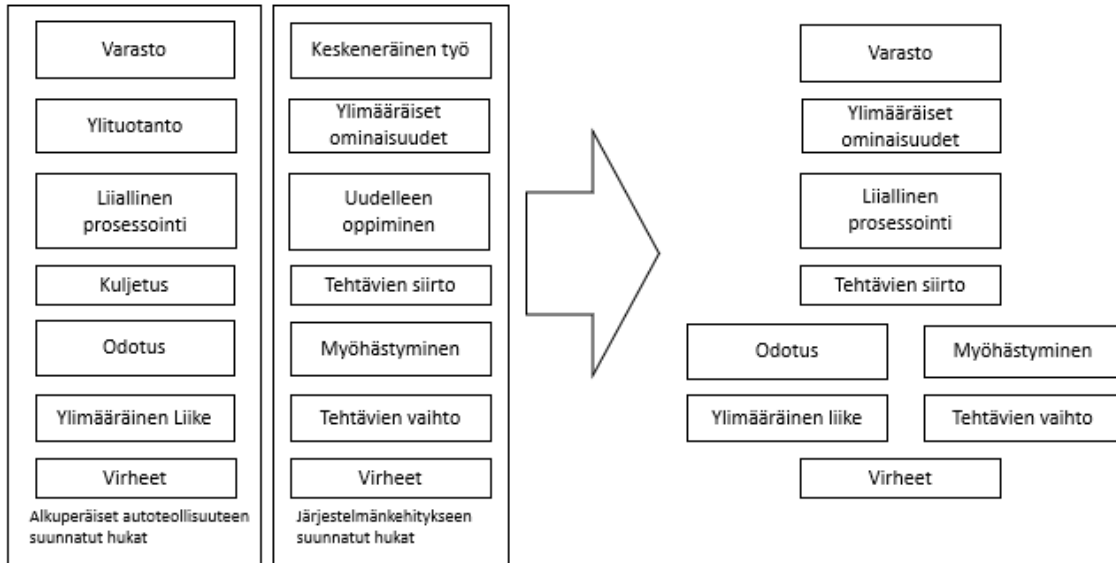 Varasto
Ylituotanto
Liiallinen
prosessointi
Kuljetus
Odotus
Ylimääräinen Liike
Virheet
Alkuperäiset autoteollisuuteen
suunnatut hukat
Keskeneräinen työ
Ylimääräiset
ominaisuudet
Uudelleen
oppiminen
Tehtävien siirto
Myöhästyminen
Tehtävien vaihto
Virheet
Järjestelmänkehitykseen
suunnatut hukat
Varasto
Ylimääräiset
ominaisuudet
Liiallinen
prosessointi
Tehtävien siirto
Odotus
Myöhästyminen
Ylimääräinen liike
Tehtävien vaihto
Virheet